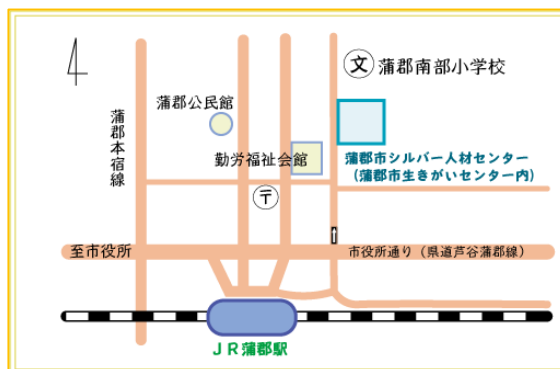 文 蒲郡南部小学校
蒲郡公民館
蒲郡本宿線
勤労福祉会館
蒲郡市シルバー人材センター
（蒲郡市生きがいセンター内）
〒
至市役所
市役所通り（県道芦谷蒲郡線）
ＪＲ蒲郡駅